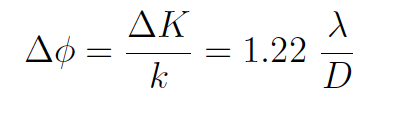 Δϕ = ΔK / k = 1.22 λ / D